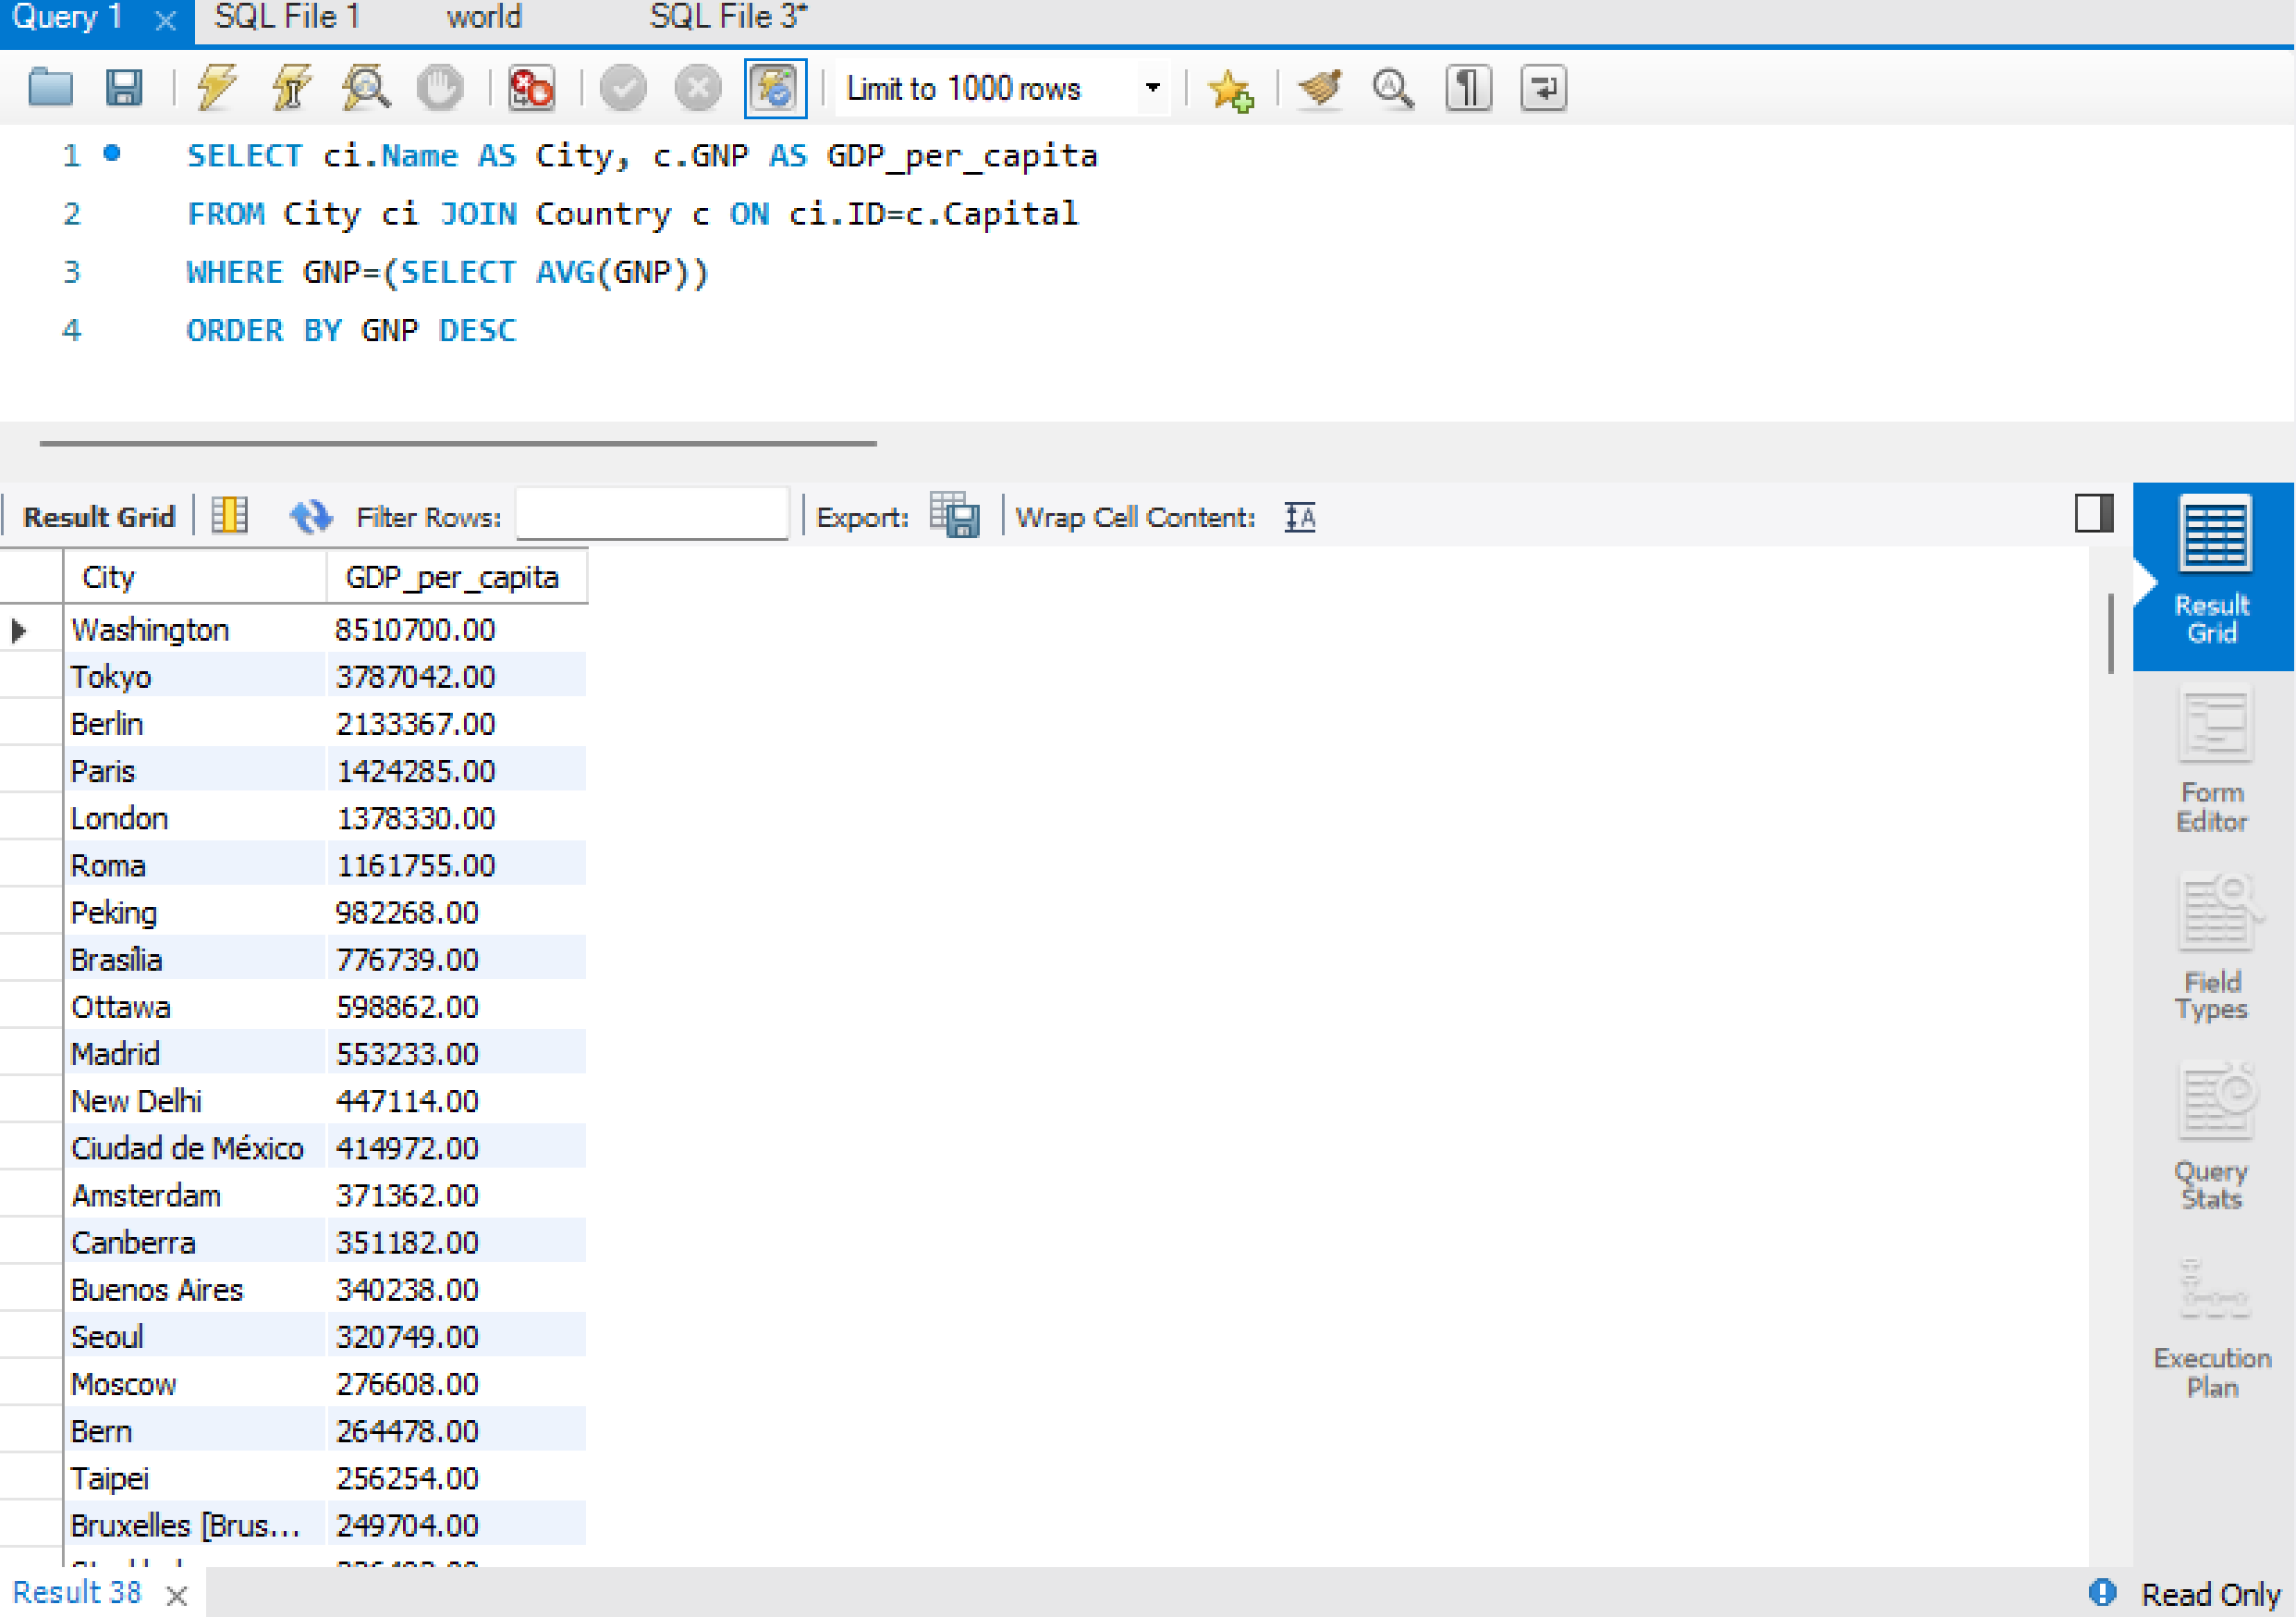 Query 1 SQL File 1 world SQL File 3*
Limit to 1000 rows
1 SELECT ci.Name AS City, c.GNP AS GDP_per_capita
2 FROM City ci JOIN Country c ON ci.ID=c.Capital
3 WHERE GNP=(SELECT AVG(GNP))
4 ORDER BY GNP DESC
Result Grid Filter Rows: Export: Wrap Cell Content:
City GDP_per_capita
Washington 8510700.00
Tokyo 3787042.00
Berlin 2133367.00
Paris 1424285.00
London 1378330.00
Roma 1161755.00
Peking 982268.00
Brasília 776739.00
Ottawa 598862.00
Madrid 553233.00
New Delhi 447114.00
Ciudad de México 414972.00
Amsterdam 371362.00
Canberra 351182.00
Buenos Aires 340238.00
Seoul 320749.00
Moscow 276608.00
Bern 264478.00
Taipei 256254.00
Bruxelles [Brus... 249704.00
Result
Grid
Form
Editor
Field
Types
Query
Stats
Execution
Plan
Result 38 Read Only